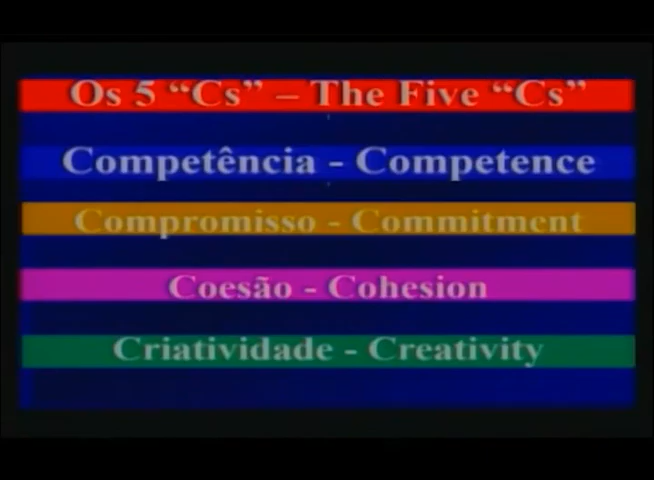 Os 5 “Cs” – The Five “Cs”
Competência - Competence
Compromisso - Commitment
Coesão - Cohesion
Criatividade - Creativity